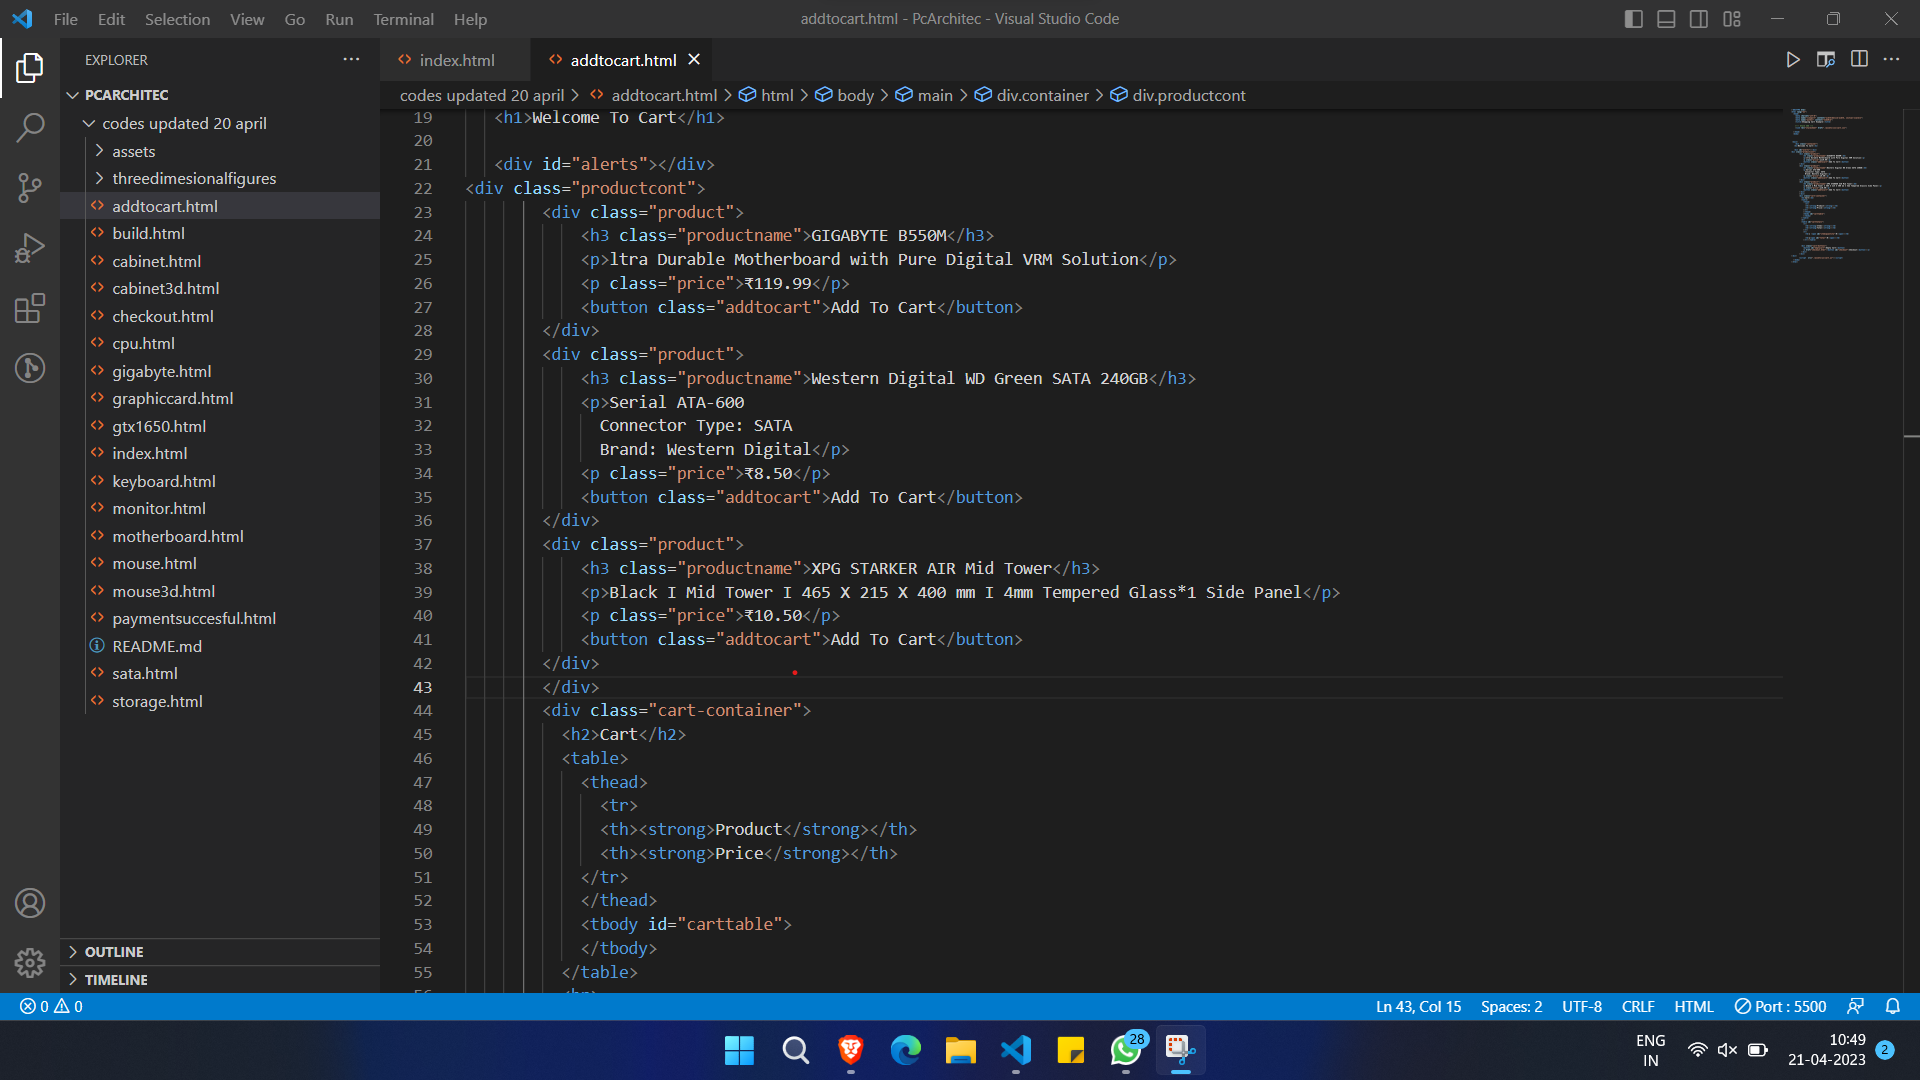 File Edit Selection View Go Run Terminal Help
addtocart.html - PcArchitec - Visual Studio Code
EXPLORER
PCARCHITEC
codes updated 20 april
assets
threedimesionalfigures
addtocart.html
build.html
cabinet.html
cabinet3d.html
checkout.html
cpu.html
gigabyte.html
graphiccard.html
gtx1650.html
index.html
keyboard.html
monitor.html
motherboard.html
mouse.html
mouse3d.html
paymentsuccesful.html
README.md
sata.html
storage.html
OUTLINE
TIMELINE
index.html addtocart.html
codes updated 20 april > addtocart.html > html > body > main > div.container > div.productcont
19 <h1>Welcome To Cart</h1>
20
21 <div id="alerts"></div>
22 <div class="productcont">
23 <div class="product">
24 <h3 class="productname">GIGABYTE B550M</h3>
25 <p>ltra Durable Motherboard with Pure Digital VRM Solution</p>
26 <p class="price">₹119.99</p>
27 <button class="addtocart">Add To Cart</button>
28 </div>
29 <div class="product">
30 <h3 class="productname">Western Digital WD Green SATA 240GB</h3>
31 <p>Serial ATA-600
32 Connector Type: SATA
33 Brand: Western Digital</p>
34 <p class="price">₹8.50</p>
35 <button class="addtocart">Add To Cart</button>
36 </div>
37 <div class="product">
38 <h3 class="productname">XPG STARKER AIR Mid Tower</h3>
39 <p>Black I Mid Tower I 465 X 215 X 400 mm I 4mm Tempered Glass*1 Side Panel</p>
40 <p class="price">₹10.50</p>
41 <button class="addtocart">Add To Cart</button>
42 </div>
43 </div>
44 <div class="cart-container">
45 <h2>Cart</h2>
46 <table>
47 <thead>
48 <tr>
49 <th><strong>Product</strong></th>
50 <th><strong>Price</strong></th>
51 </tr>
52 </thead>
53 <tbody id="carttable">
54 </tbody>
55 </table>
0 0
Ln 43, Col 15 Spaces: 2 UTF-8 CRLF HTML Port : 5500
28
ENG
IN
10:49
21-04-2023
2